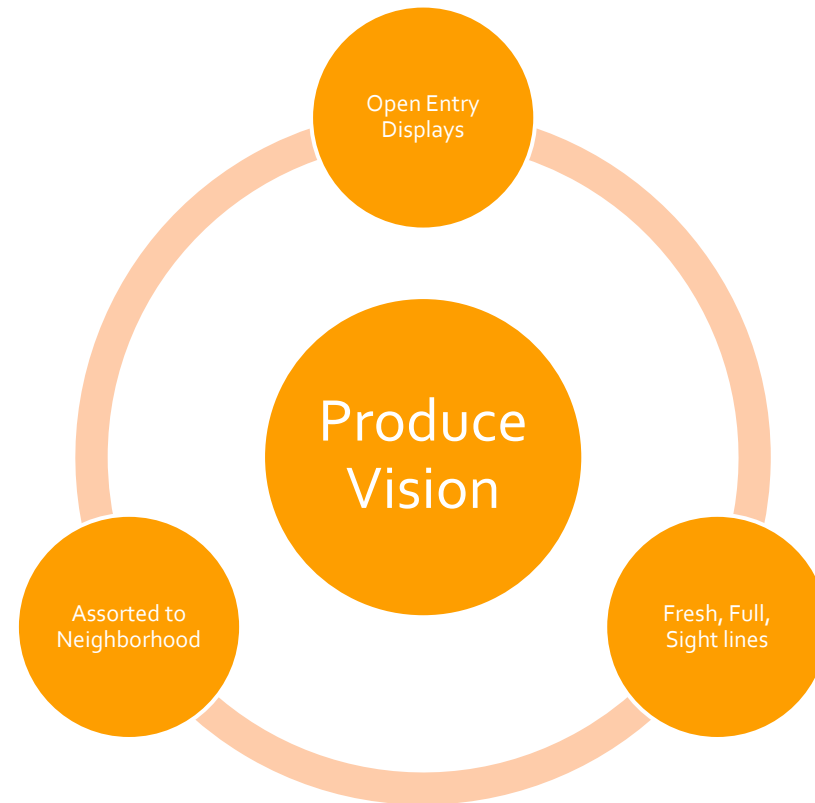 Open Entry
Displays
Produce
Vision
Assorted to
Neighborhood
Fresh, Full,
Sight lines